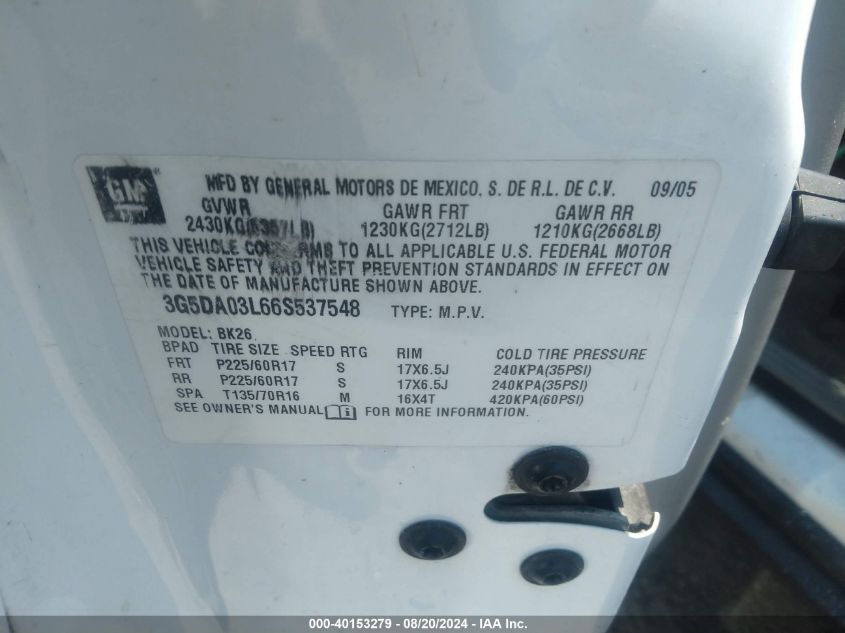 GM
MFD BY GENERAL MOTORS DE MEXICO, S. DE R.L. DE C.V. 09/05
GVWR GAWR FRT GAWR RR
2430KG(5357LB) 1230KG(2712LB) 1210KG(2668LB)
THIS VEHICLE CONFORMS TO ALL APPLICABLE U.S. FEDERAL MOTOR
VEHICLE SAFETY AND THEFT PREVENTION STANDARDS IN EFFECT ON
THE DATE OF MANUFACTURE SHOWN ABOVE.
3G5DA03L66S537548 TYPE: M.P.V.
MODEL: BK26
BPAD TIRE SIZE SPEED RTG RIM COLD TIRE PRESSURE
FRT P225/60R17 S 17X6.5J 240KPA(35PSI)
RR P225/60R17 S 17X6.5J 240KPA(35PSI)
SPA T135/70R16 M 16X4T 420KPA(60PSI)
SEE OWNER'S MANUAL FOR MORE INFORMATION.
000-40153279 - 08/20/2024 - IAA Inc.